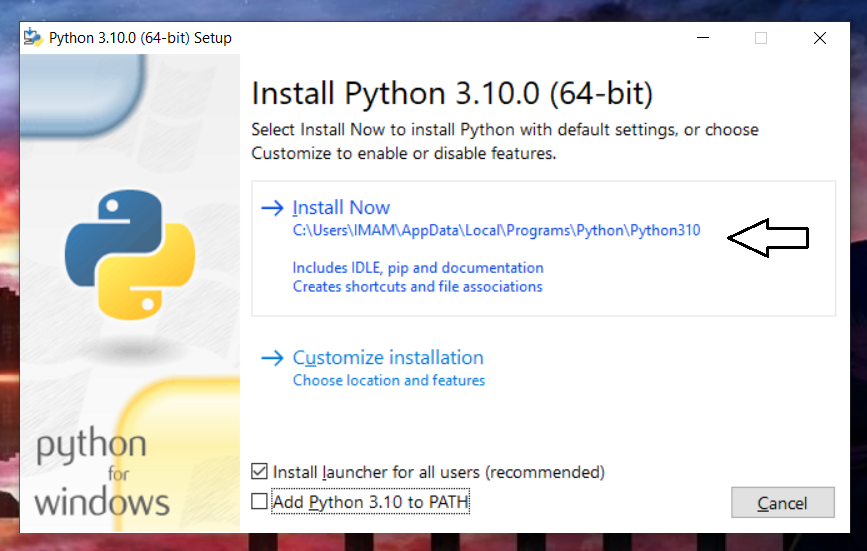 Python 3.10.0 (64-bit) Setup
Install Python 3.10.0 (64-bit)
Select Install Now to install Python with default settings, or choose
Customize to enable or disable features.
Install Now
C:\Users\IMAM\AppData\Local\Programs\Python\Python310
Includes IDLE, pip and documentation
Creates shortcuts and file associations
Customize installation
Choose location and features
python
for
windows
Install launcher for all users (recommended)
Add Python 3.10 to PATH
Cancel